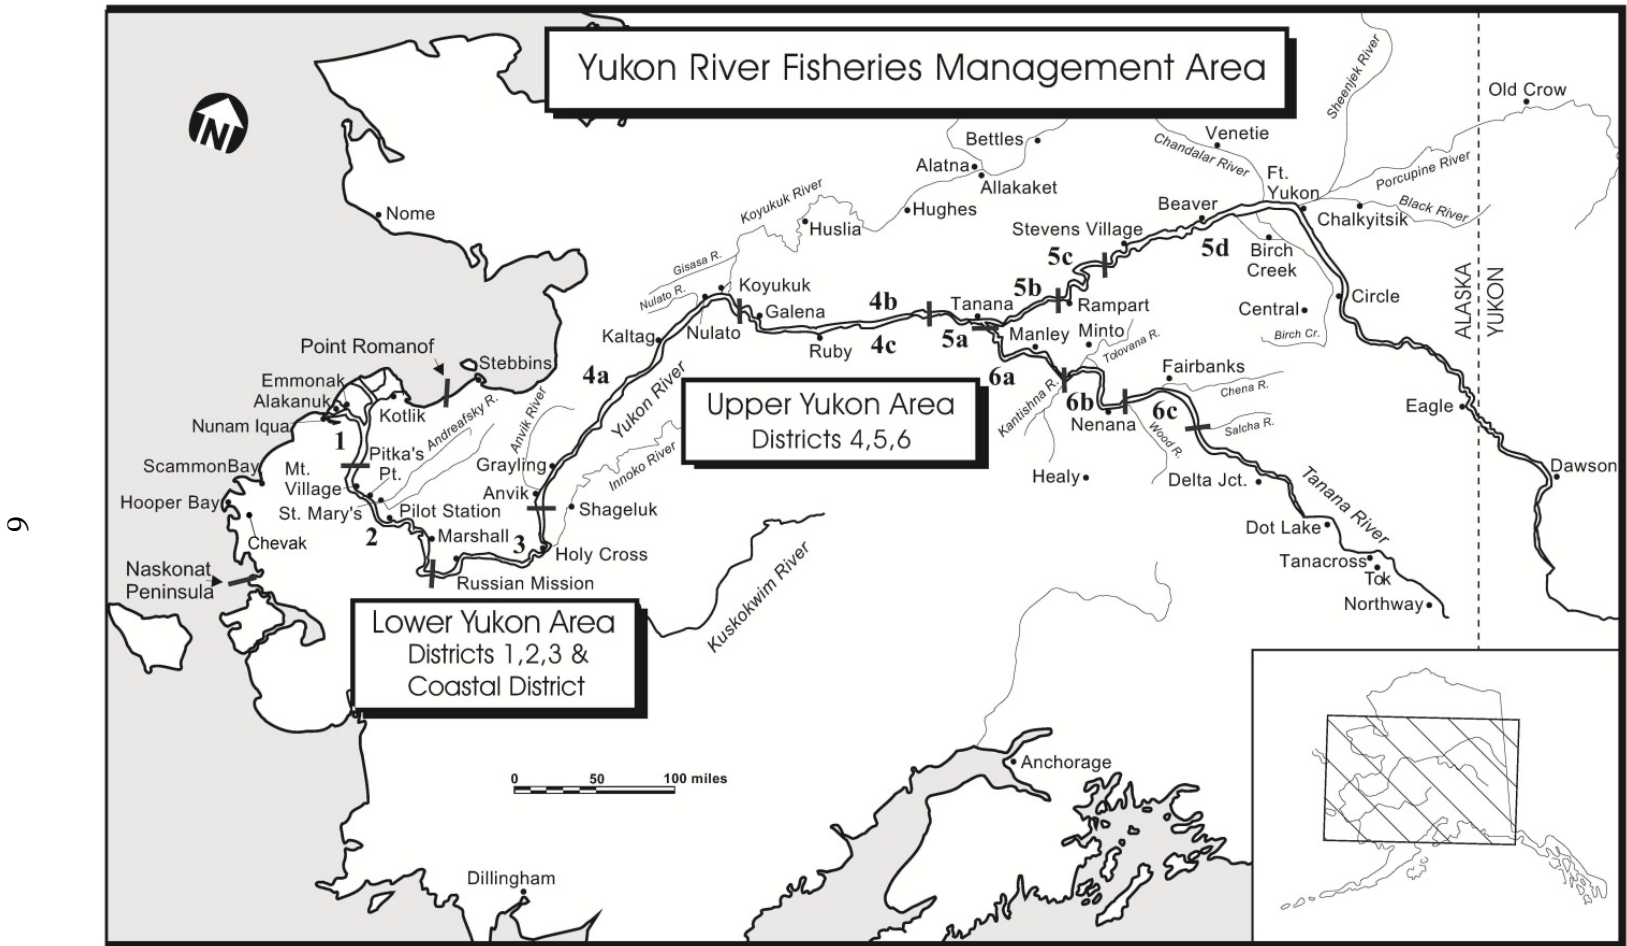 Yukon River Fisheries Management Area
N
Sheenjek River
Old Crow
Venetie
Chandalar River
Bettles
Alatna
Allakaket
Ft.
Yukon
Porcupine River
Black River
Chalkyitsik
Koyukuk River
Hughes
Huslia
Nome
Beaver
Stevens Village
5d
Birch
Creek
5c
Gisasa R.
Nulato R.
Koyukuk
Galena
4b
Tanana
5b
Rampart
Central
Circle
ALASKA
YUKON
Birch Cr.
Kaltag
Nulato
Ruby
4c
5a
Manley
Minto
Tolovana R.
Point Romanof
Stebbins
4a
Yukon River
6a
Fairbanks
Chena R.
Emmonak
Alakanuk
Kotlik
Nunam Iqua
Andreafsky R.
Anvik River
Upper Yukon Area
Districts 4,5,6
Kantishna R.
6b
Nenana
6c
Wood R.
Salcha R.
Eagle
1
Pitka's
Pt.
Mt.
Village
ScammonBay
Hooper Bay
St. Mary's
Chevak
Grayling
Anvik
Innoko River
Shageluk
Healy
Delta Jct.
Dawson
Pilot Station
2
Marshall
3
Holy Cross
Russian Mission
Naskonat
Peninsula
Tanana River
Dot Lake
Tanacross
Tok
Northway
Kuskokwim River
Lower Yukon Area
Districts 1,2,3 &
Coastal District
0 50 100 miles
Anchorage
Dillingham
9